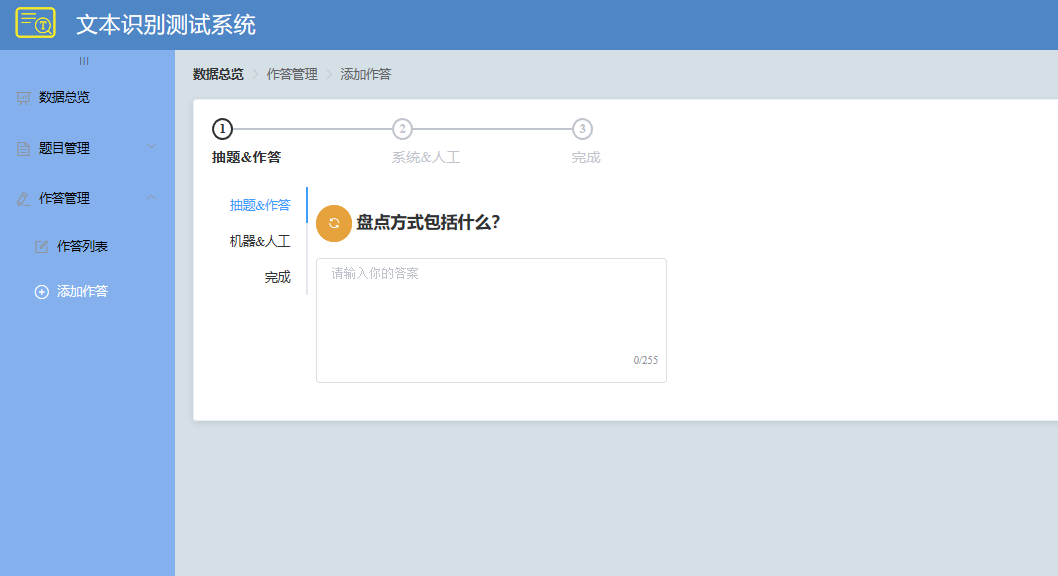 文本识别测试系统
数据总览
题目管理
作答管理
作答列表
添加作答
数据总览 > 作答管理 > 添加作答
1 2 3
抽题&作答 系统&人工 完成
抽题&作答
机器&人工
完成
盘点方式包括什么?
请输入你的答案
0/255